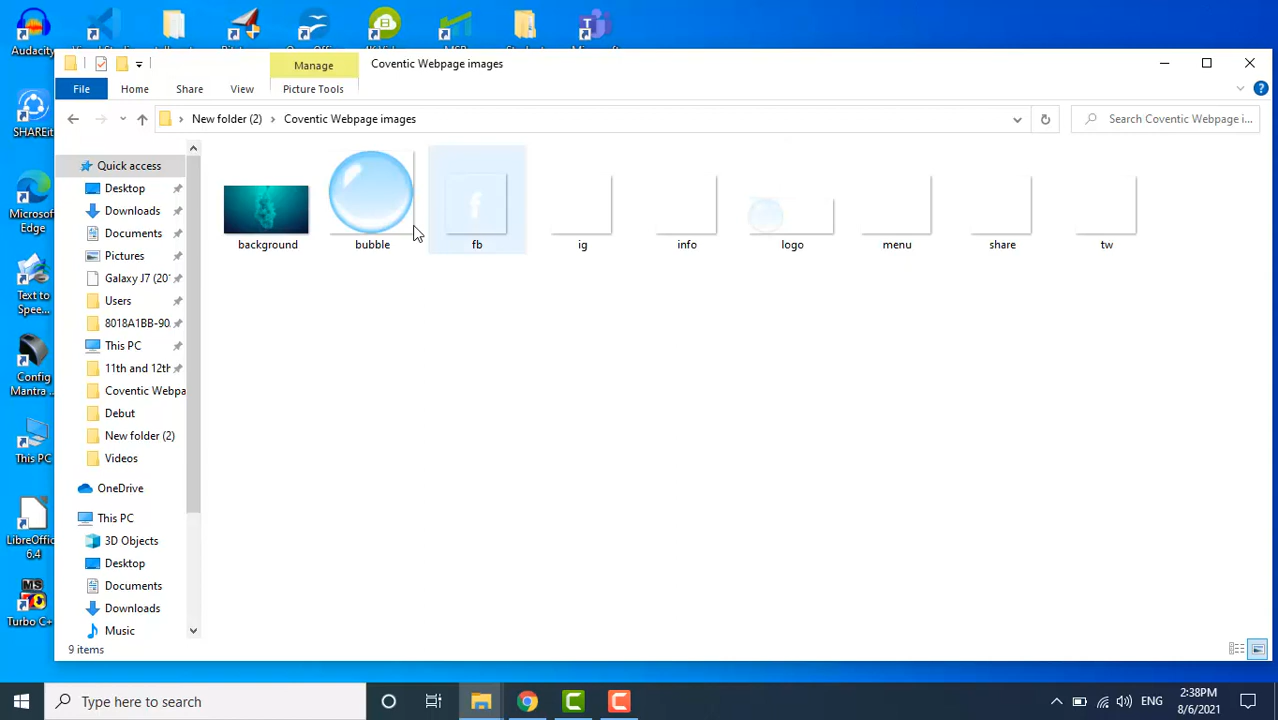 Audacity
Microsoft
Manage
Coventic Webpage images
File
Home
Share
View
Picture Tools
New folder (2)
Coventic Webpage images
Search Coventic Webpage i...
SHAREit
Microsoft
Edge
Text to
Spee...
Config
Mantra ...
This PC
LibreOffic
6.4
MS
Turbo C+
Quick access
Desktop
Downloads
Documents
Pictures
Galaxy J7 (20
Users
8018A1BB-90.
This PC
11th and 12th
Coventic Webpa
Debut
New folder (2)
Videos
OneDrive
This PC
3D Objects
Desktop
Documents
Downloads
Music
background
bubble
f
fb
ig
info
logo
menu
share
tw
9 items
Type here to search
ENG
2:38PM
8/6/2021